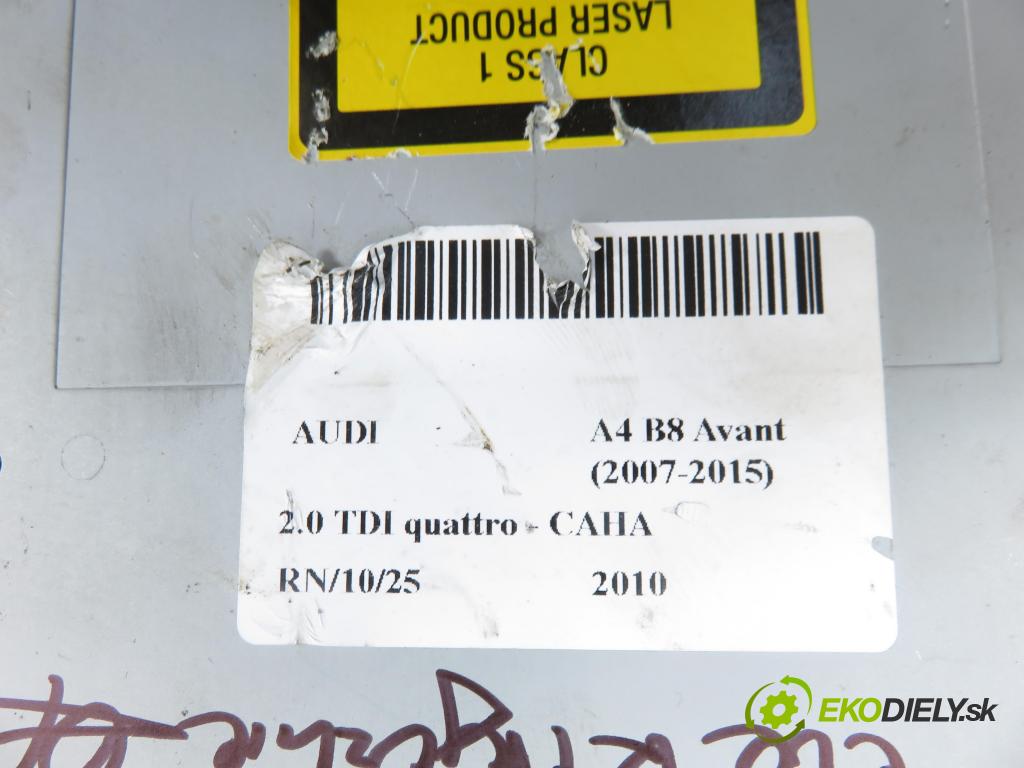 CLASS 1
LASER PRODUCT
AUDI A4 B8 Avant
(2007-2015)
2.0 TDI quattro - CAHA
RN/10/25 2010
EKODIELY.sk